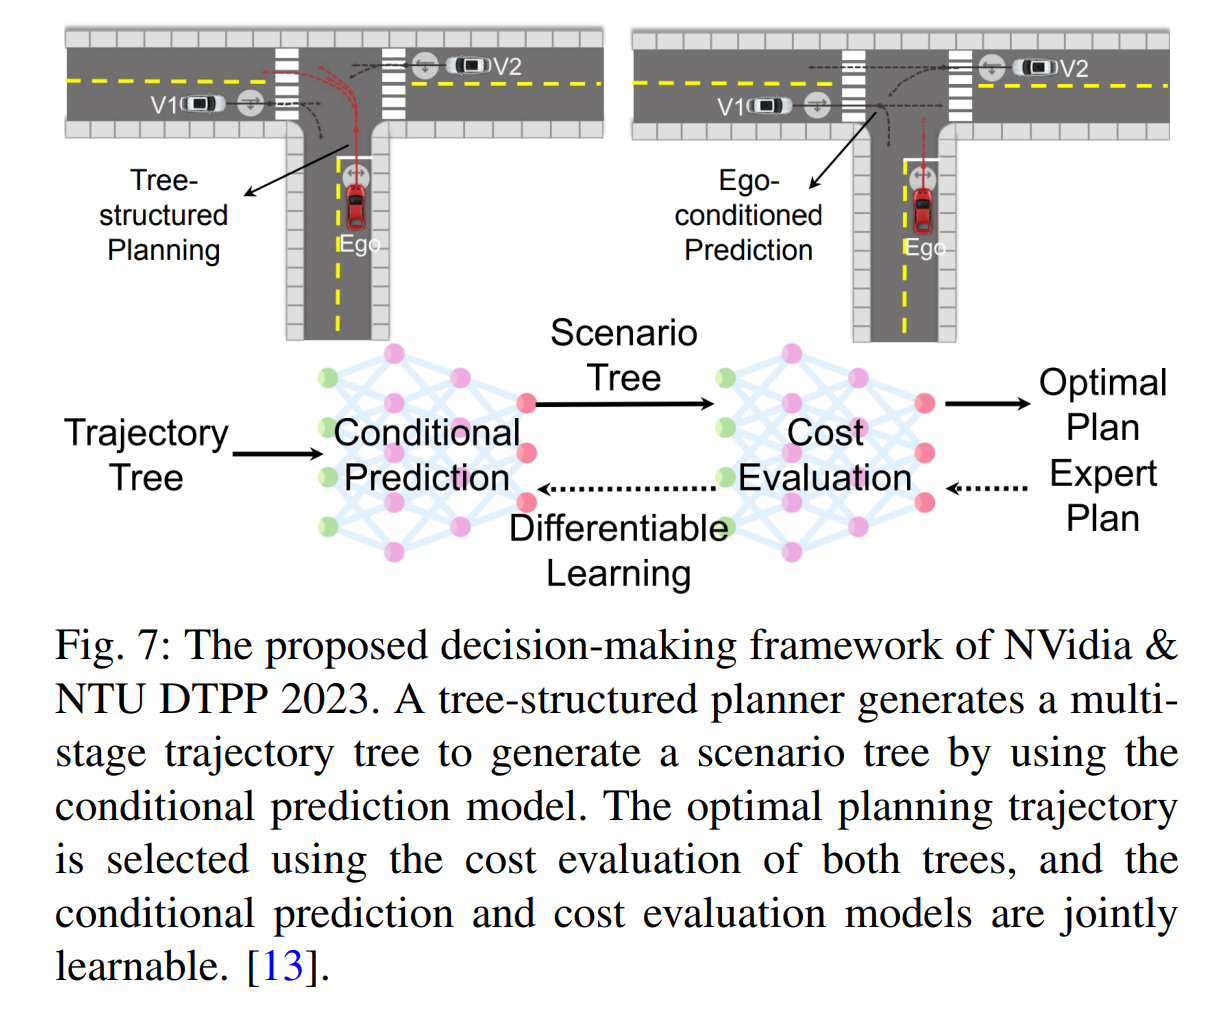 V1
V2
Tree-
structured
Planning
Ego
V1
V2
Ego-
conditioned
Prediction
Ego
Trajectory
Tree
Conditional
Prediction
Scenario
Tree
Differentiable
Learning
Cost
Evaluation
Optimal
Plan
Expert
Plan
Fig. 7: The proposed decision-making framework of NVidia &
NTU DTPP 2023. A tree-structured planner generates a multi-
stage trajectory tree to generate a scenario tree by using the
conditional prediction model. The optimal planning trajectory
is selected using the cost evaluation of both trees, and the
conditional prediction and cost evaluation models are jointly
learnable. [13].